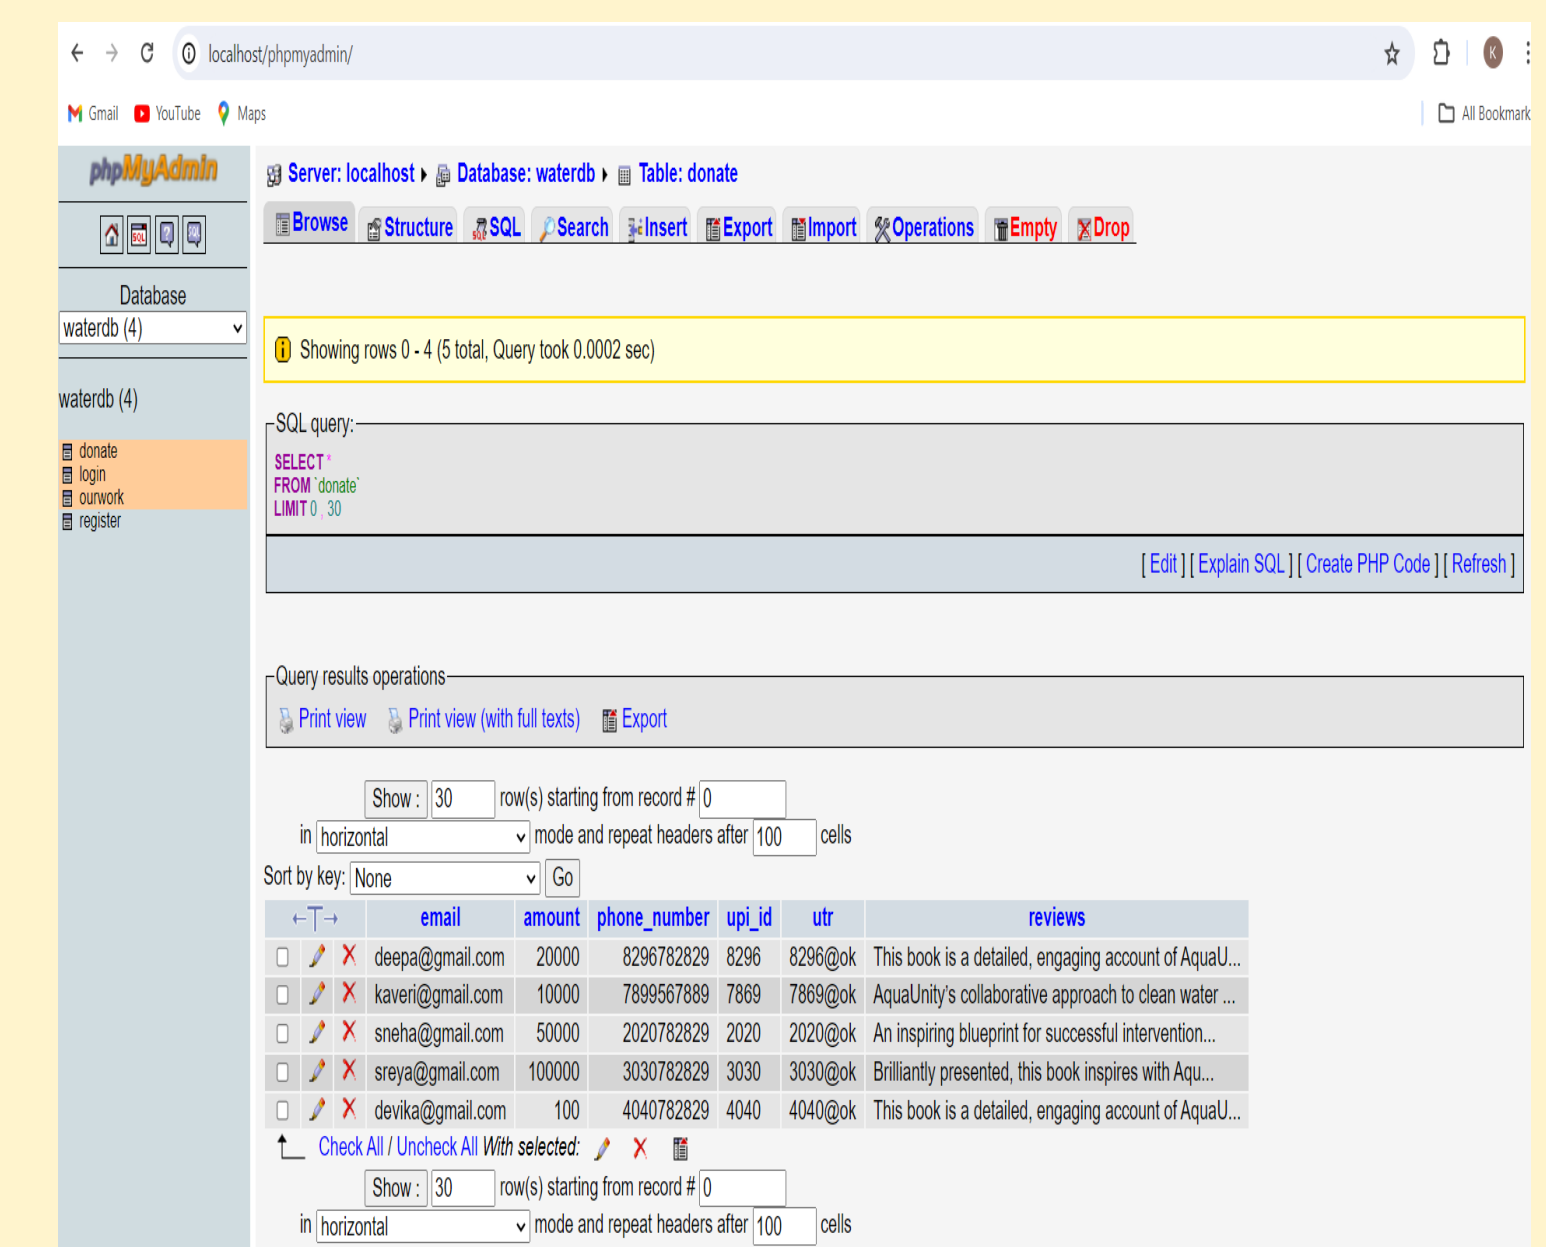 localhost/phpmyadmin/
K
Gmail YouTube Maps
All Bookmark
phpMyAdmin
Server: localhost Database: waterdb Table: donate
Browse Structure SQL Search Insert Export Import Operations Empty Drop
SQL
Database
waterdb (4)
Showing rows 0 - 4 (5 total, Query took 0.0002 sec)
waterdb (4)
donate
login
ourwork
register
SQL query:
SELECT *
FROM `donate`
LIMIT 0 , 30
[ Edit ] [ Explain SQL ] [ Create PHP Code ] [ Refresh ]
Query results operations
Print view Print view (with full texts) Export
Show : 30 row(s) starting from record # 0
in horizontal mode and repeat headers after 100 cells
Sort by key: None Go
←T→ email amount phone_number upi_id utr reviews
deepa@gmail.com 20000 8296782829 8296 8296@ok This book is a detailed, engaging account of AquaU...
kaveri@gmail.com 10000 7899567889 7869 7869@ok AquaUnity's collaborative approach to clean water ...
sneha@gmail.com 50000 2020782829 2020 2020@ok An inspiring blueprint for successful intervention...
sreya@gmail.com 100000 3030782829 3030 3030@ok Brilliantly presented, this book inspires with Aqu...
devika@gmail.com 100 4040782829 4040 4040@ok This book is a detailed, engaging account of AquaU...
Check All / Uncheck All With selected:
Show : 30 row(s) starting from record # 0
in horizontal mode and repeat headers after 100 cells